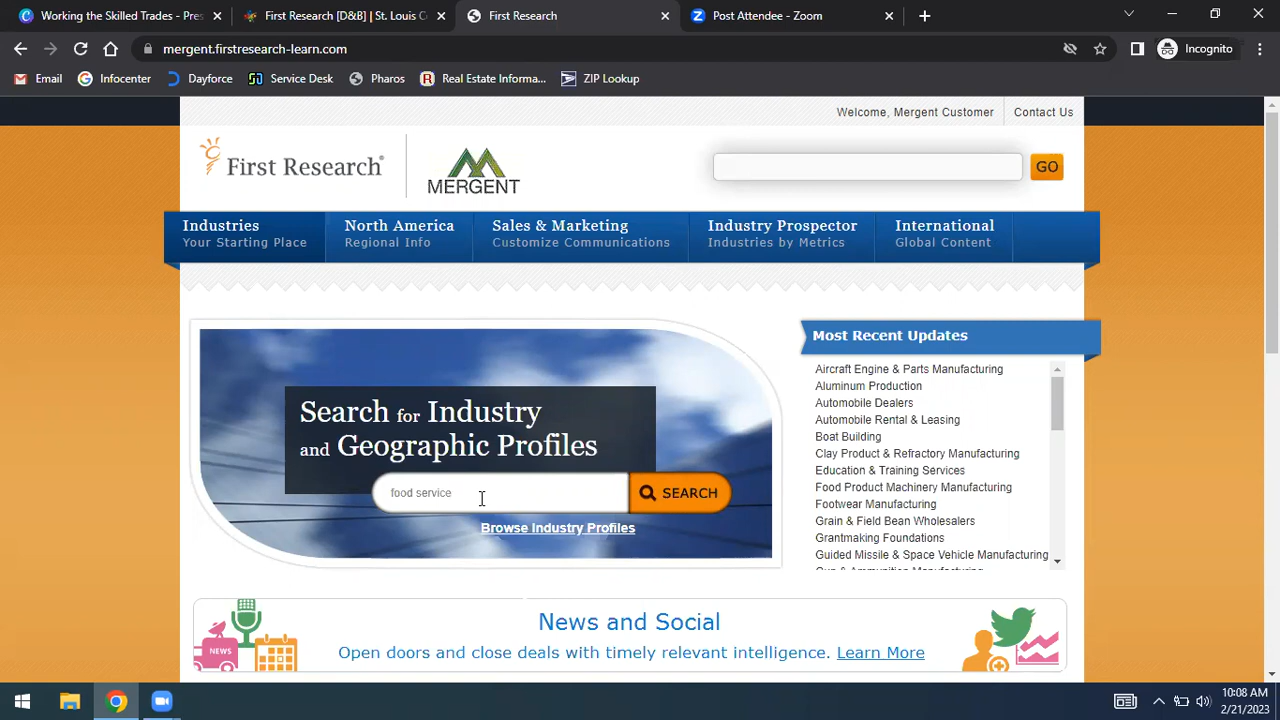 Working the Skilled Trades - Pres
First Research [D&B] | St. Louis C
First Research
Post Attendee - Zoom
mergent.firstresearch-learn.com
Incognito
Email
Infocenter
Dayforce
Service Desk
Pharos
Real Estate Informa...
ZIP Lookup
Welcome, Mergent Customer
Contact Us
First Research®
MERGENT
GO
Industries
Your Starting Place
North America
Regional Info
Sales & Marketing
Customize Communications
Industry Prospector
Industries by Metrics
International
Global Content
Search for Industry
and Geographic Profiles
food service
SEARCH
Browse Industry Profiles
Most Recent Updates
Aircraft Engine & Parts Manufacturing
Aluminum Production
Automobile Dealers
Automobile Rental & Leasing
Boat Building
Clay Product & Refractory Manufacturing
Education & Training Services
Food Product Machinery Manufacturing
Footwear Manufacturing
Grain & Field Bean Wholesalers
Grantmaking Foundations
Guided Missile & Space Vehicle Manufacturing
Gun & Ammunition Manufacturing
NEWS
News and Social
Open doors and close deals with timely relevant intelligence. Learn More
10:08 AM
2/21/2023